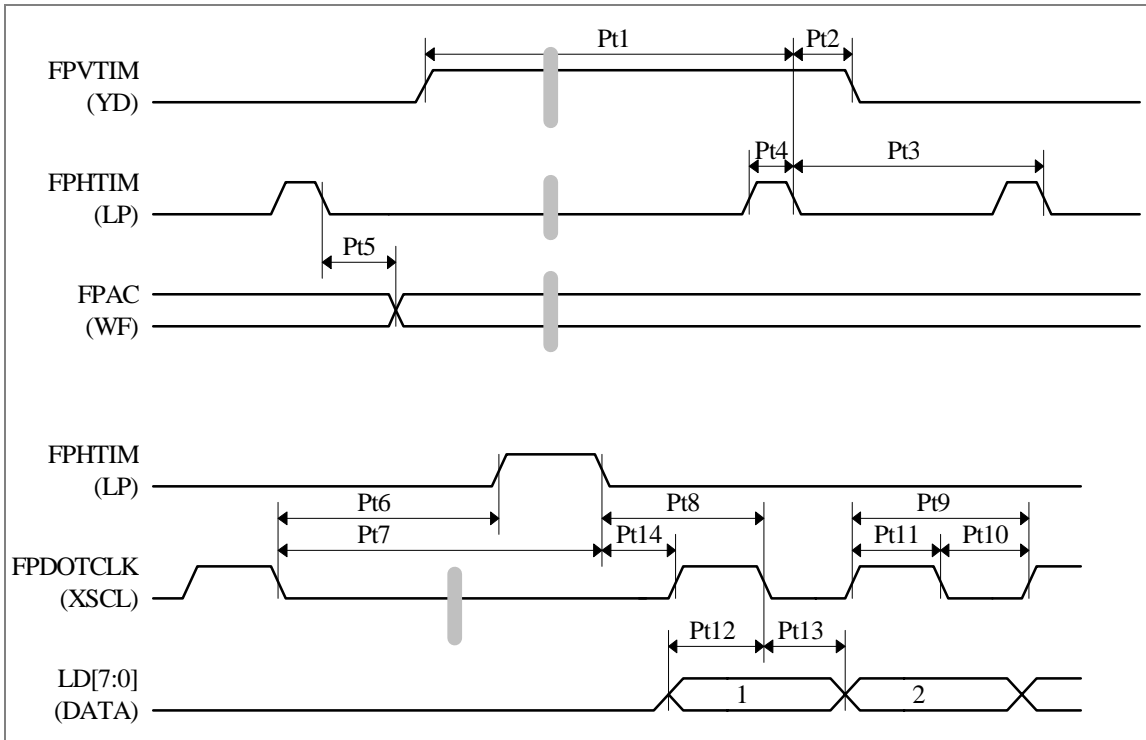 Pt1
Pt2
FPVTIM
(YD)
Pt4
Pt3
FPHTIM
(LP)
Pt5
FPAC
(WF)
FPHTIM
(LP)
Pt6
Pt8
Pt9
Pt7
Pt14
Pt11
Pt10
FPDOTCLK
(XSCL)
Pt12
Pt13
LD[7:0]
(DATA)
1
2